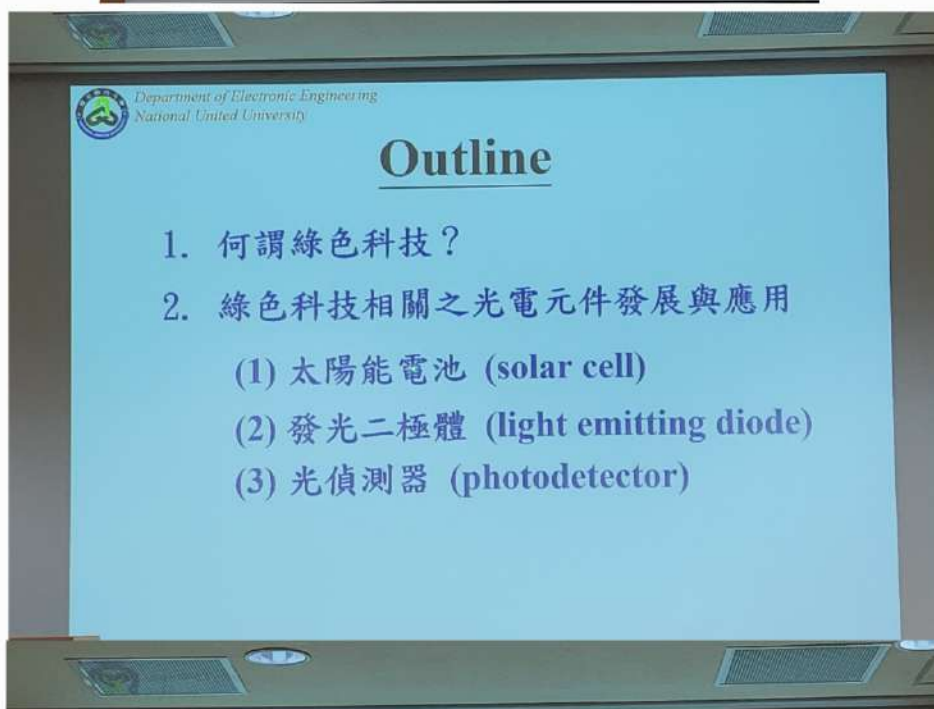 Department of Electronic Engineering
National United University
Outline
1. 何謂綠色科技？
2. 綠色科技相關之光電元件發展與應用
(1) 太陽能電池 (solar cell)
(2) 發光二極體 (light emitting diode)
(3) 光偵測器 (photodetector)